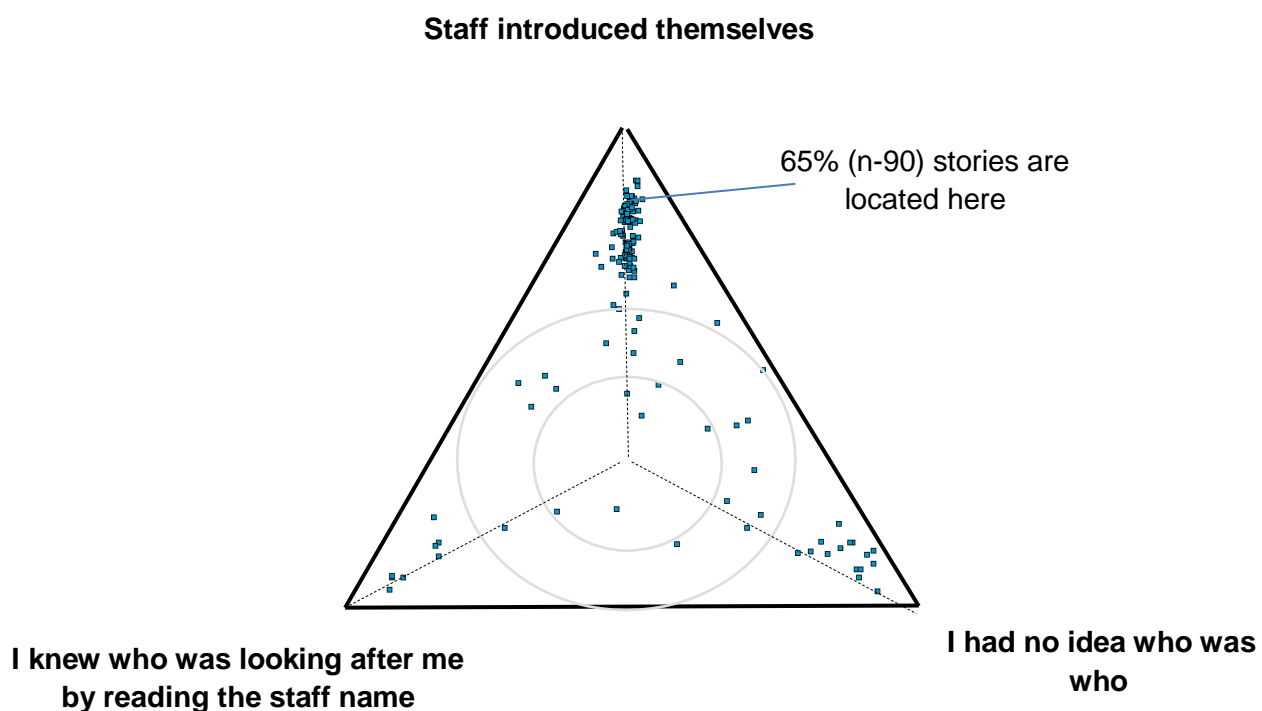 Staff introduced themselves
65% (n-90) stories are
located here
I knew who was looking after me
by reading the staff name
I had no idea who was
who